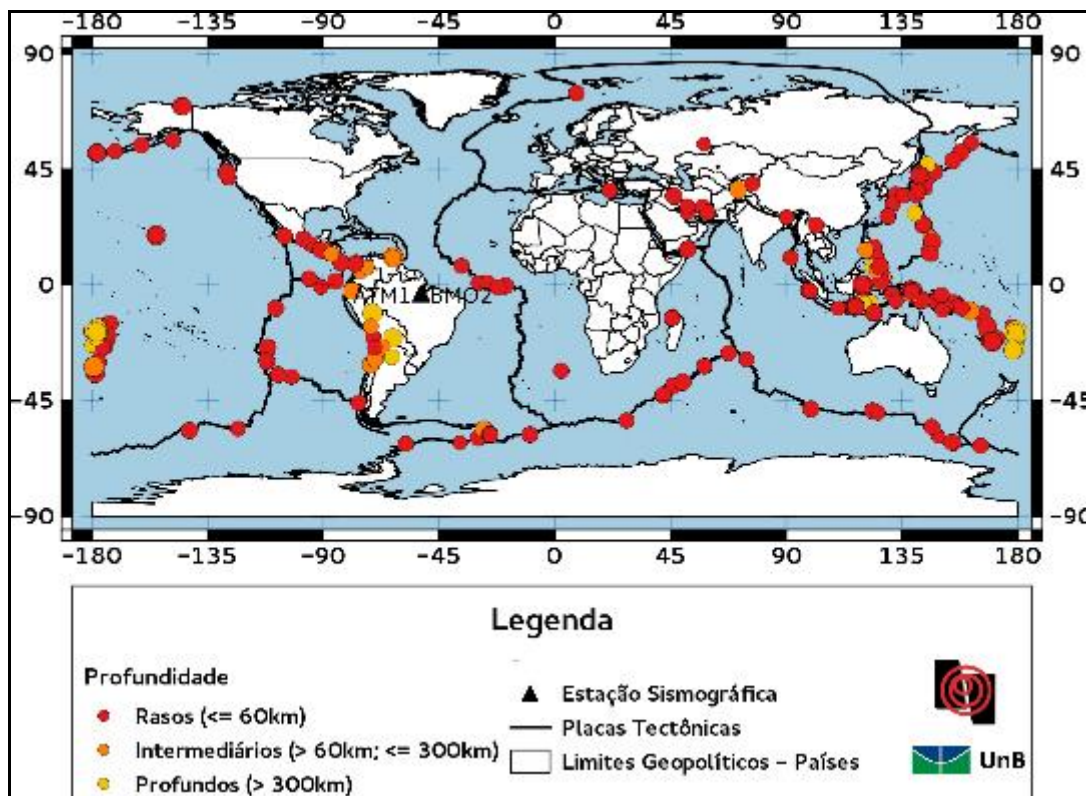 -180 -135 -90 -45 0 45 90 135 180
90 90
45 45
0 ATM1 BMO2 0
-45 -45
-90 -90
-180 -135 -90 -45 0 45 90 135 180
Legenda
Profundidade
Rasos (<= 60km)
Intermediários (> 60km; <= 300km)
Profundos (> 300km)
Estação Sismográfica
Placas Tectônicas
Limites Geopolíticos – Países
UnB